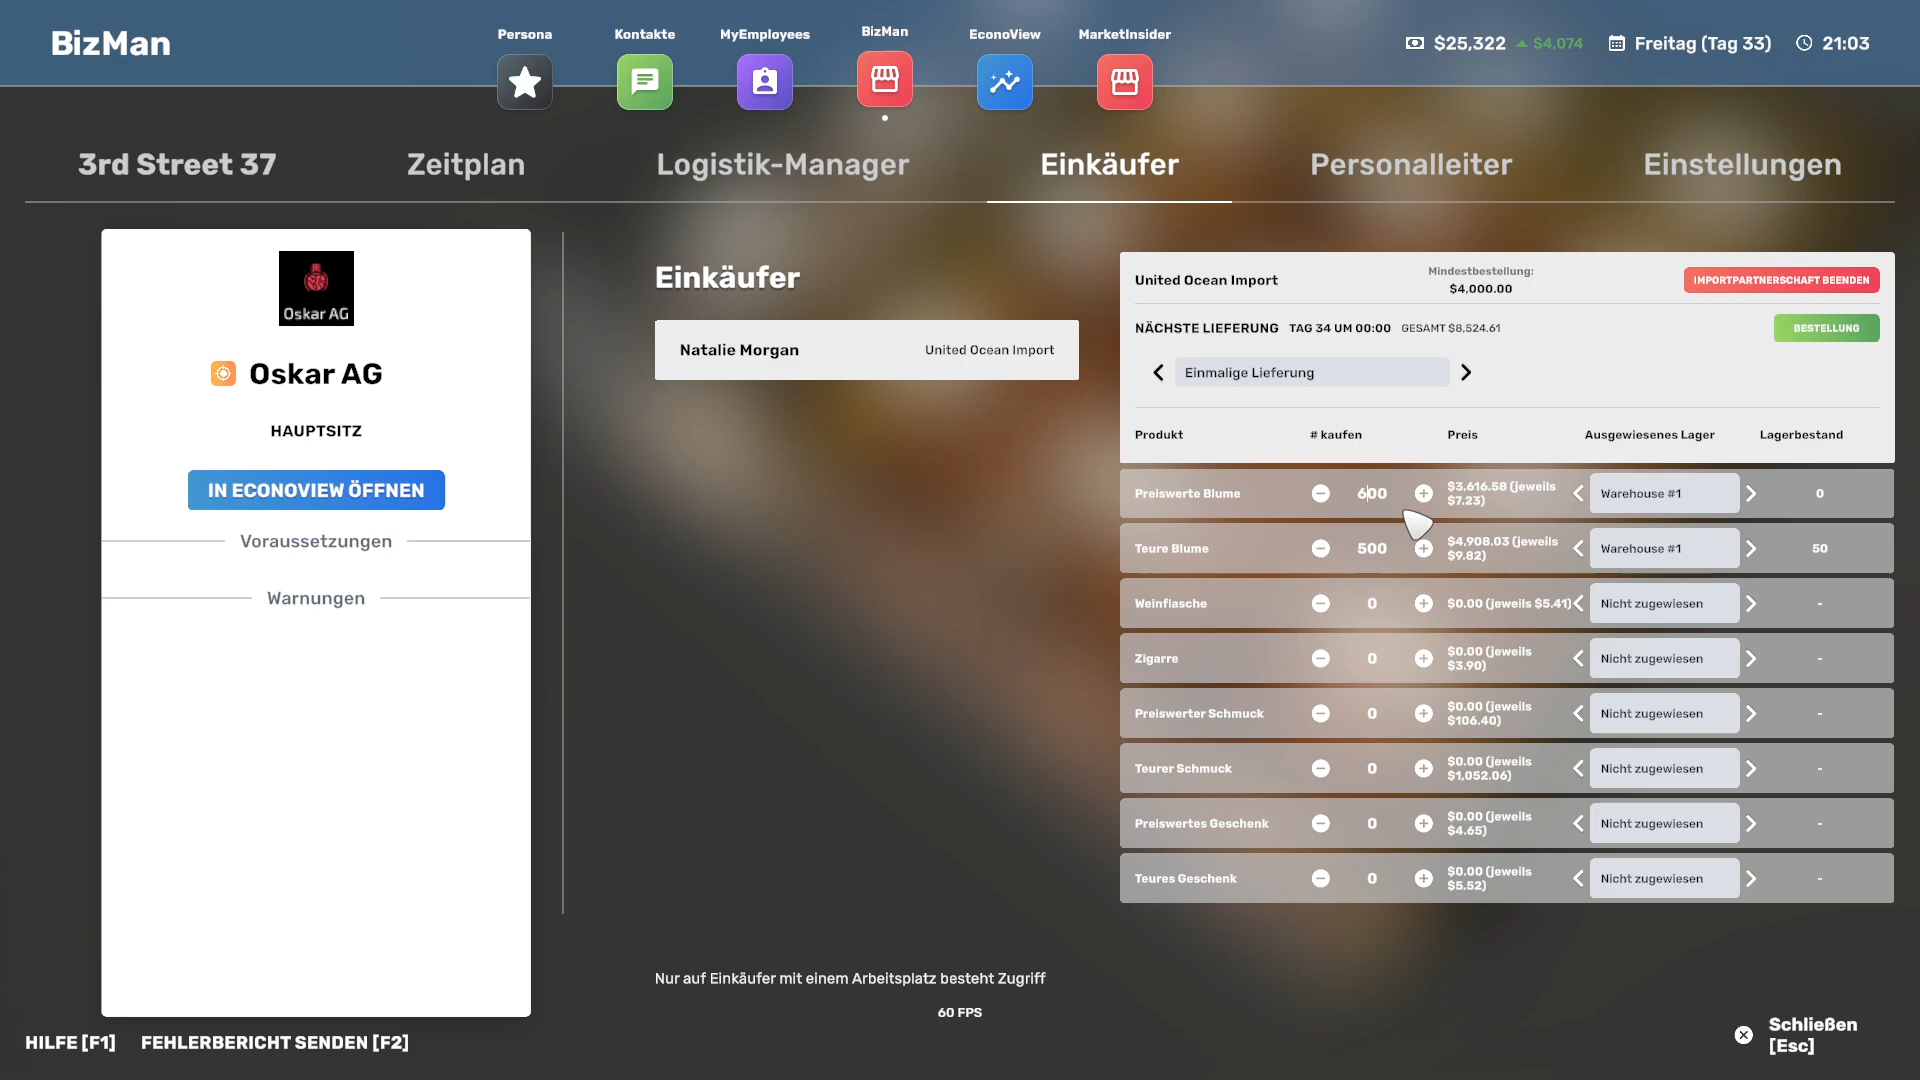 BizMan
Persona
Kontakte
MyEmployees
BizMan
EconoView
MarketInsider
$25,322 $4,074
Freitag (Tag 33)
21:03
3rd Street 37
Zeitplan
Logistik-Manager
Einkäufer
Personalleiter
Einstellungen
Oskar AG
Oskar AG
HAUPTSITZ
IN ECONOVIEW ÖFFNEN
Voraussetzungen
Warnungen
Einkäufer
Natalie Morgan United Ocean Import
Nur auf Einkäufer mit einem Arbeitsplatz besteht Zugriff
60 FPS
United Ocean Import
Mindestbestellung:
$4,000.00
IMPORTPARTNERSCHAFT BEENDEN
NÄCHSTE LIEFERUNG TAG 34 UM 00:00 GESAMT $8,524.61
BESTELLUNG
Einmalige Lieferung
Produkt # kaufen Preis Ausgewiesenes Lager Lagerbestand
Preiswerte Blume 600 $3,616.58 (jeweils
$7.23) Warehouse #1 0
Teure Blume 500 $4,908.03 (jeweils
$9.82) Warehouse #1 50
Weinflasche 0 $0.00 (jeweils $5.41) Nicht zugewiesen -
Zigarre 0 $0.00 (jeweils
$3.90) Nicht zugewiesen -
Preiswerter Schmuck 0 $0.00 (jeweils
$106.40) Nicht zugewiesen -
Teurer Schmuck 0 $0.00 (jeweils
$1,052.06) Nicht zugewiesen -
Preiswertes Geschenk 0 $0.00 (jeweils
$4.65) Nicht zugewiesen -
Teures Geschenk 0 $0.00 (jeweils
$5.52) Nicht zugewiesen -
HILFE [F1] FEHLERBERICHT SENDEN [F2]
Schließen
[Esc]